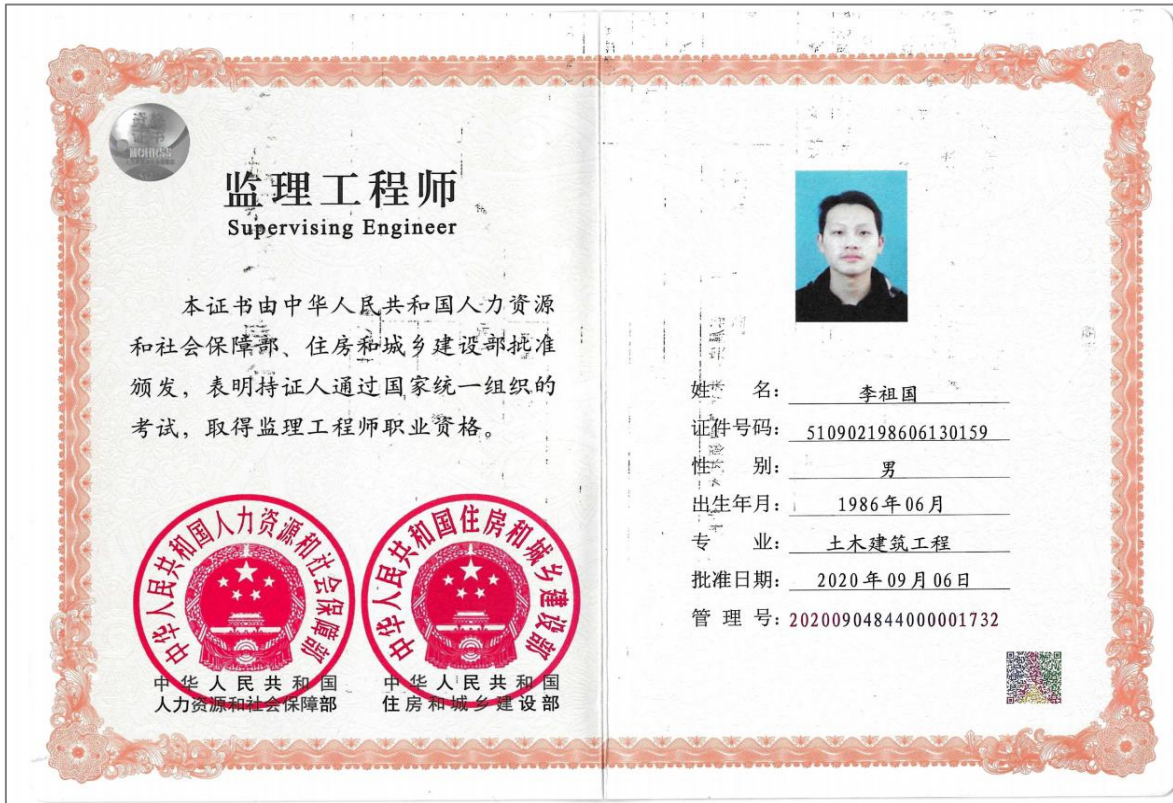 监理工程师
Supervising Engineer
本证书由中华人民共和国人力资源
和社会保障部、住房和城乡建设部批准
颁发，表明持证人通过国家统一组织的
考试，取得监理工程师职业资格。
中华人民共和国人力资源和社会保障部
中华人民共和国住房和城乡建设部
中华人民共和国
人力资源和社会保障部
中华人民共和国
住房和城乡建设部
姓 名：李祖国
证件号码：510902198606130159
性 别：男
出生年月：1986年06月
专 业：土木建筑工程
批准日期：2020年09月06日
管 理 号：20200904844000001732